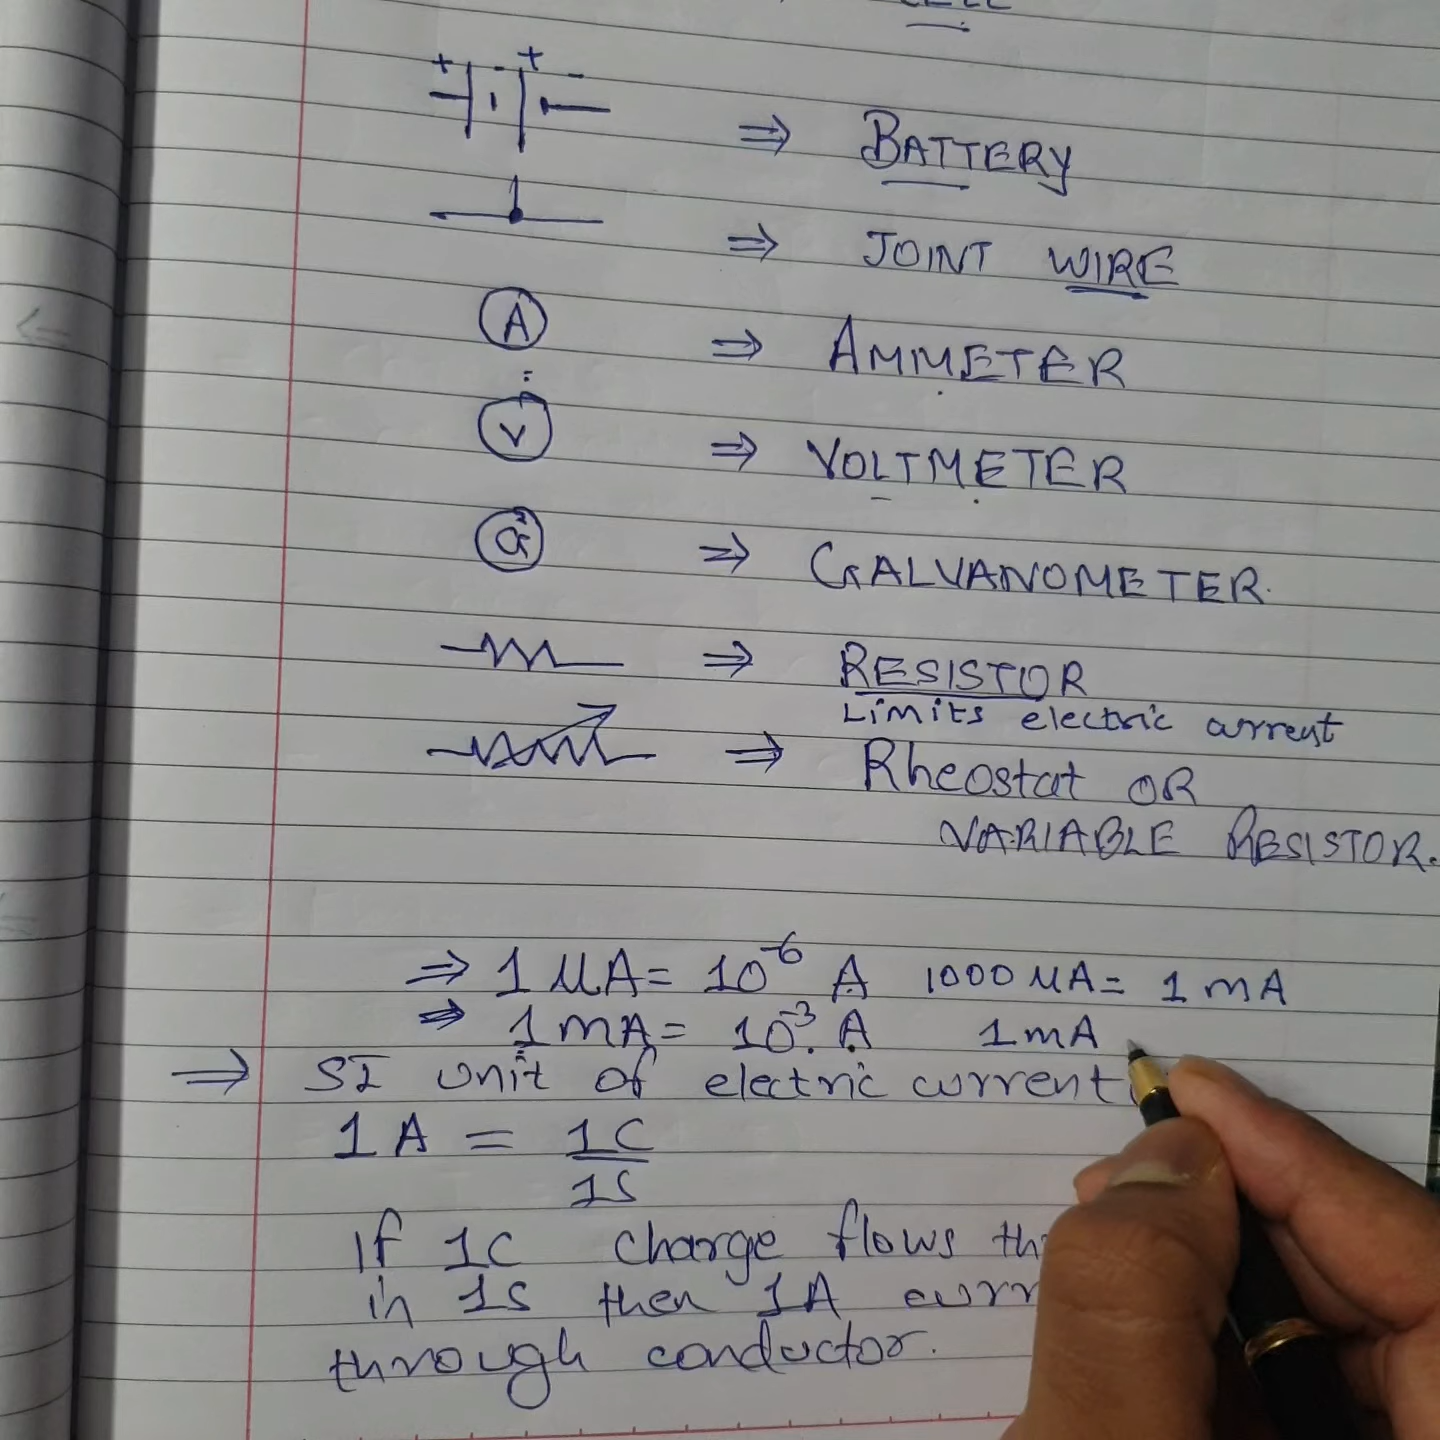 + - + -
⇒ BATTERY
⇒ JOINT WIRE
A ⇒ AMMETER
V ⇒ VOLTMETER
G ⇒ GALVANOMETER.
⇒ RESISTOR
Limits electric current
⇒ Rheostat OR
VARIABLE RESISTOR.
⇒ 1 μA = 10⁻⁶ A 1000 μA = 1 mA
⇒ 1 mA = 10⁻³ A 1 mA
⇒ SI unit of electric current
1 A = 1C
1S
If 1C charge flows
in 1S then 1A
through conductor.